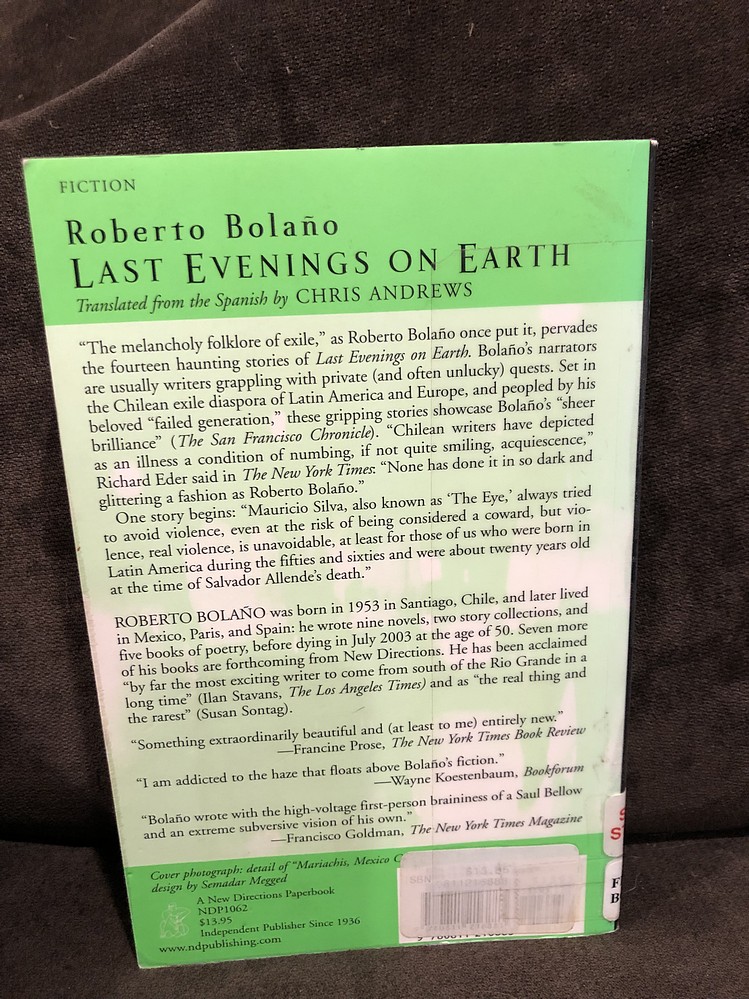 FICTION
Roberto Bolaño
LAST EVENINGS ON EARTH
Translated from the Spanish by CHRIS ANDREWS
“The melancholy folklore of exile,” as Roberto Bolaño once put it, pervades
the fourteen haunting stories of Last Evenings on Earth. Bolaño’s narrators
are usually writers grappling with private (and often unlucky) quests. Set in
the Chilean exile diaspora of Latin America and Europe, and peopled by his
beloved “failed generation,” these gripping stories showcase Bolaño’s “sheer
brilliance” (The San Francisco Chronicle). “Chilean writers have depicted
as an illness a condition of numbing, if not quite smiling, acquiescence,”
Richard Eder said in The New York Times: “None has done it in so dark and
glittering a fashion as Roberto Bolaño.”
One story begins: “Mauricio Silva, also known as ‘The Eye,’ always tried
to avoid violence, even at the risk of being considered a coward, but vio-
lence, real violence, is unavoidable, at least for those of us who were born in
Latin America during the fifties and sixties and were about twenty years old
at the time of Salvador Allende’s death.”
ROBERTO BOLAÑO was born in 1953 in Santiago, Chile, and later lived
in Mexico, Paris, and Spain: he wrote nine novels, two story collections, and
five books of poetry, before dying in July 2003 at the age of 50. Seven more
of his books are forthcoming from New Directions. He has been acclaimed
“by far the most exciting writer to come from south of the Rio Grande in a
long time” (Ilan Stavans, The Los Angeles Times) and as “the real thing and
the rarest” (Susan Sontag).
“Something extraordinarily beautiful and (at least to me) entirely new.”
—Francine Prose, The New York Times Book Review
“I am addicted to the haze that floats above Bolaño’s fiction.”
—Wayne Koestenbaum, Bookforum
“Bolaño wrote with the high-voltage first-person braininess of a Saul Bellow
and an extreme subversive vision of his own.”
—Francisco Goldman, The New York Times Magazine
Cover photograph: detail of “Mariachis, Mexico C
design by Semadar Megged
A New Directions Paperbook
NDP1062
$13.95
Independent Publisher Since 1936
www.ndpublishing.com